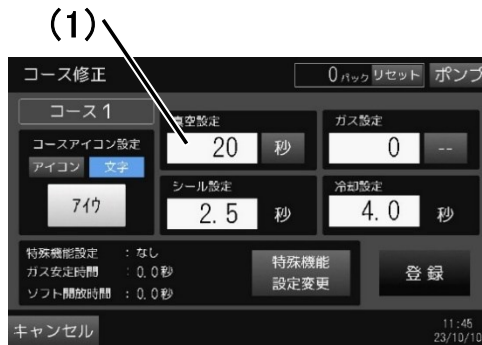 (1)
コース修正
0 パック リセット ポンプ
コース1
コースアイコン設定
アイコン 文字
アイウ
真空設定
20 秒
ガス設定
0 --
シール設定
2.5 秒
冷却設定
4.0 秒
特殊機能設定 : なし
ガス安定時間 : 0.0秒
ソフト開放時間 : 0.0秒
特殊機能
設定変更
登録
キャンセル
11:45
23/10/10